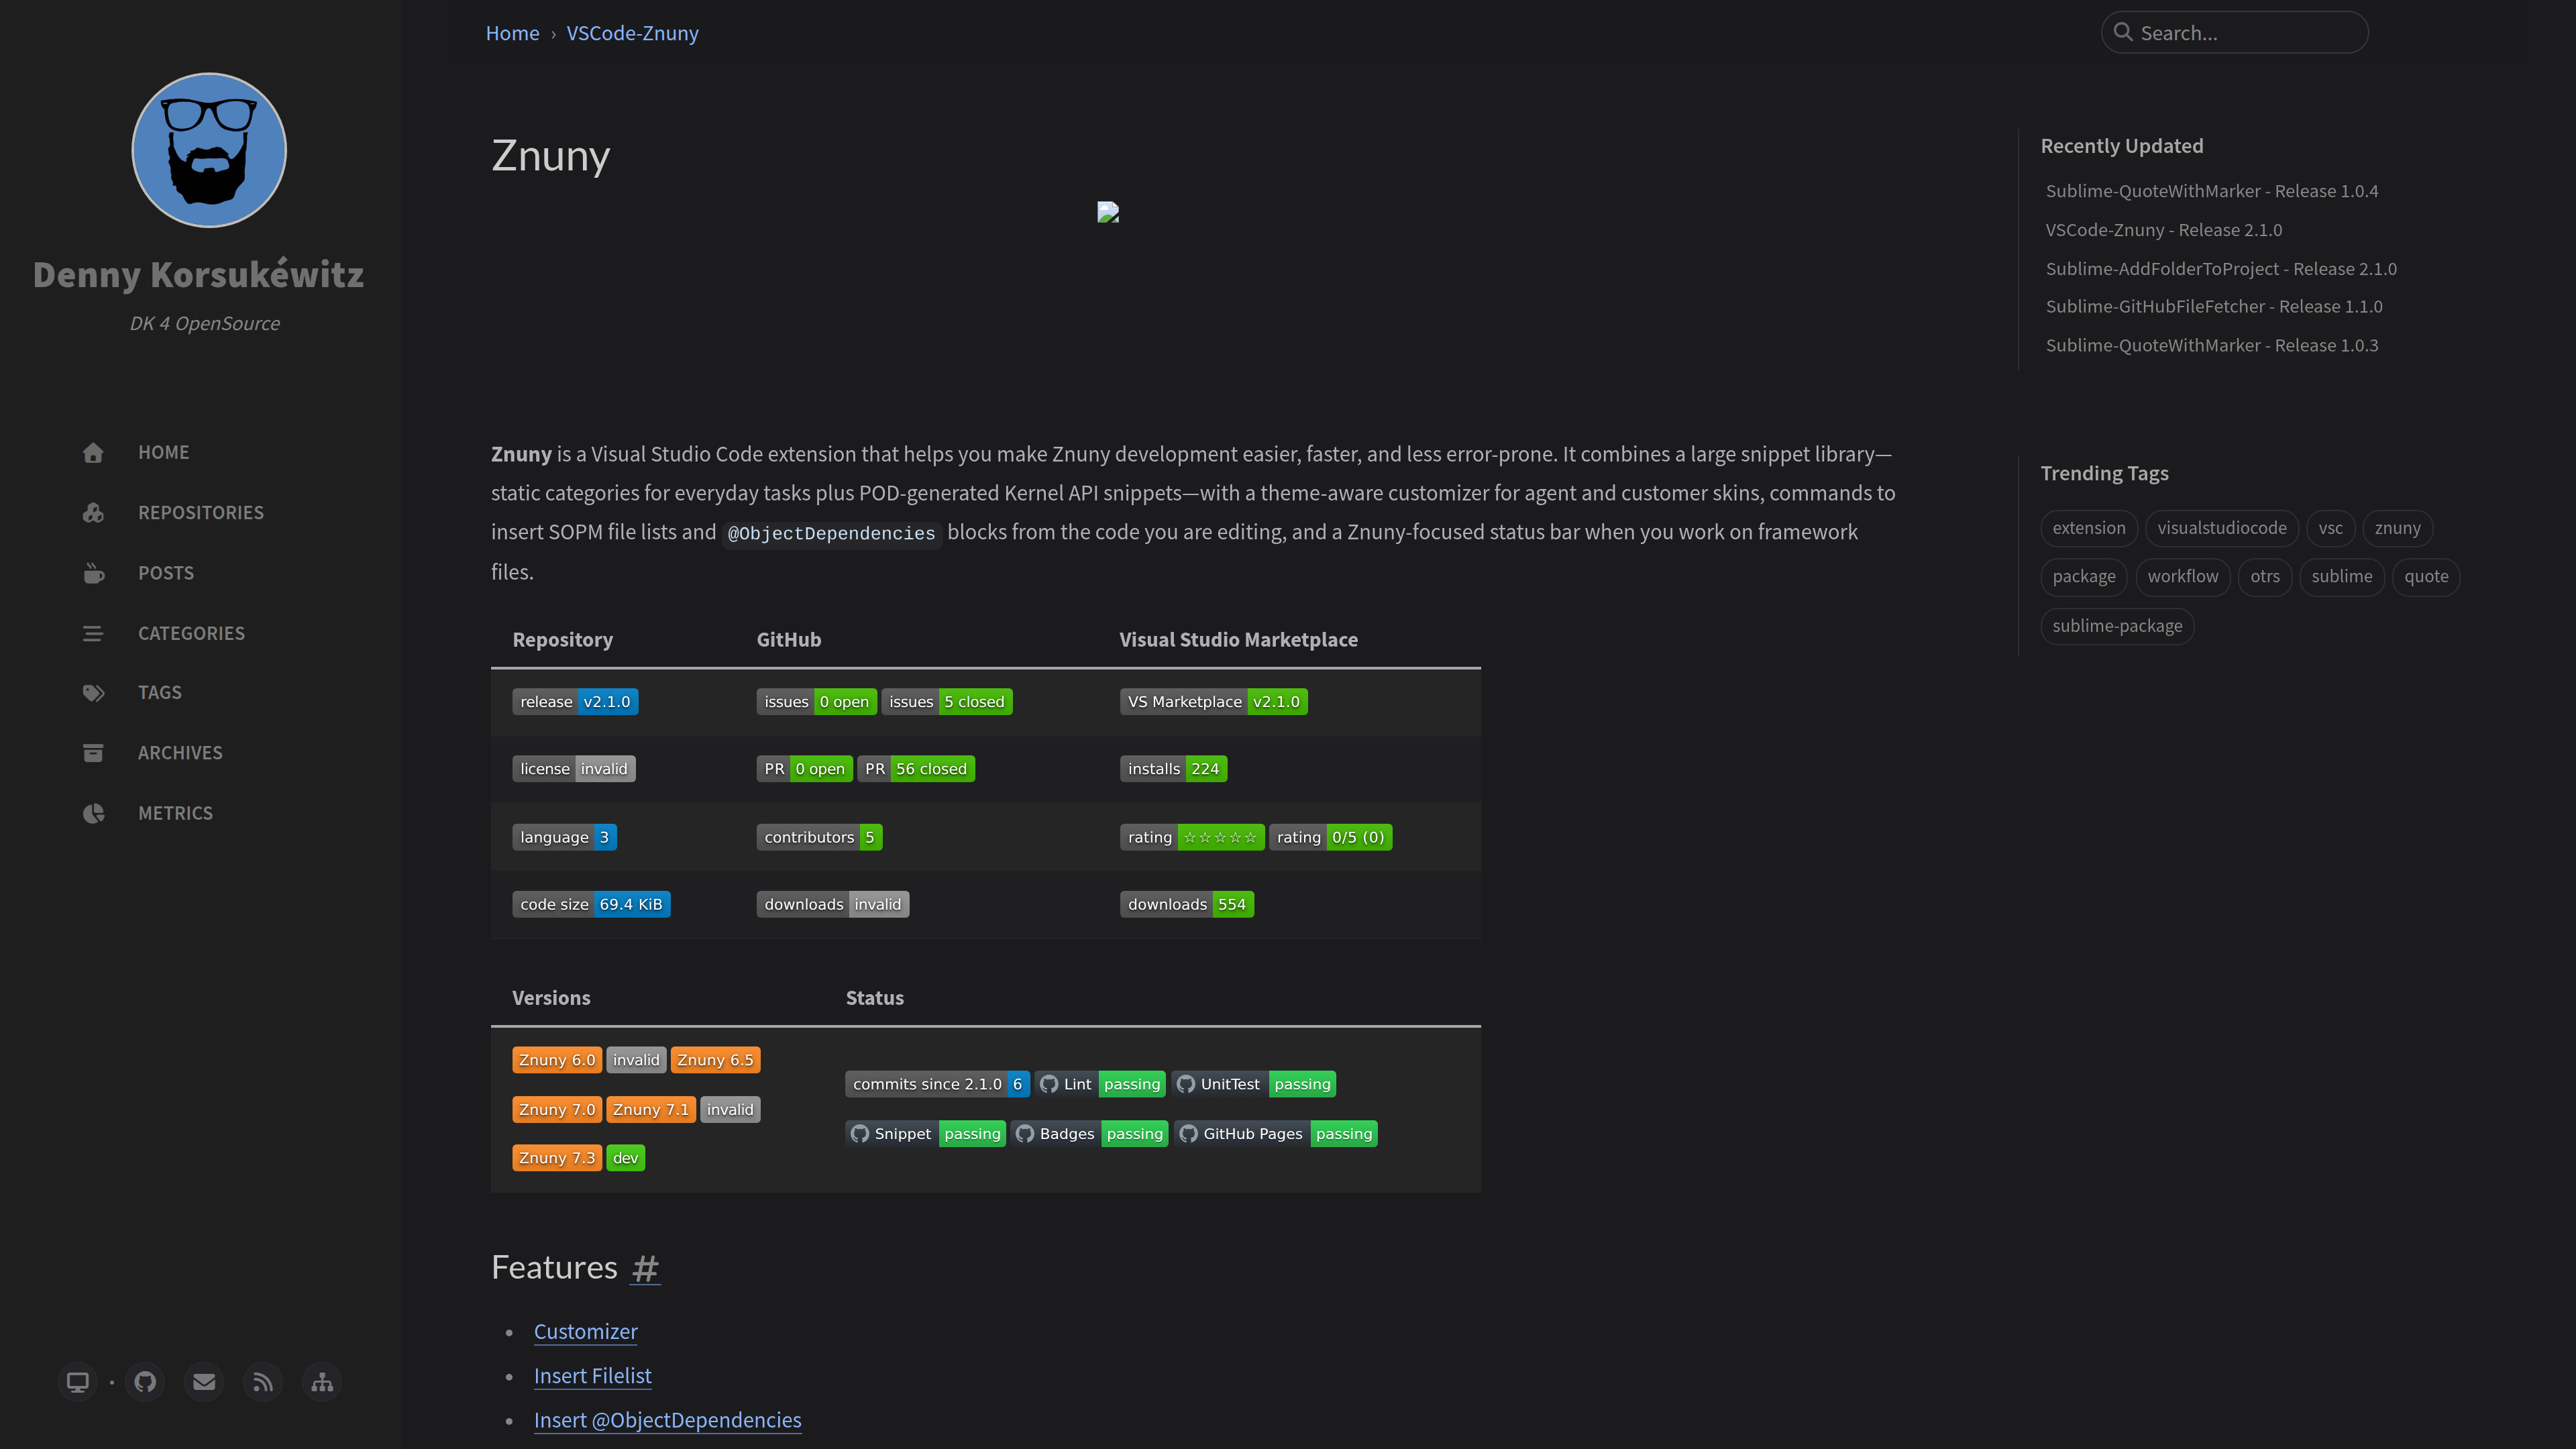 Denny Korsukéwitz
DK 4 OpenSource
HOME
REPOSITORIES
POSTS
CATEGORIES
TAGS
ARCHIVES
METRICS
Home › VSCode-Znuny
Search...
Znuny
Znuny is a Visual Studio Code extension that helps you make Znuny development easier, faster, and less error-prone. It combines a large snippet library—
static categories for everyday tasks plus POD-generated Kernel API snippets—with a theme-aware customizer for agent and customer skins, commands to
insert SOPM file lists and @ObjectDependencies blocks from the code you are editing, and a Znuny-focused status bar when you work on framework
files.
Repository GitHub Visual Studio Marketplace
release v2.1.0 issues 0 open issues 5 closed VS Marketplace v2.1.0
license invalid PR 0 open PR 56 closed installs 224
language 3 contributors 5 rating ☆☆☆☆☆ rating 0/5 (0)
code size 69.4 KiB downloads invalid downloads 554
Versions Status
Znuny 6.0 invalid Znuny 6.5
Znuny 7.0 Znuny 7.1 invalid
Znuny 7.3 dev
commits since 2.1.0 6 Lint passing UnitTest passing
Snippet passing Badges passing GitHub Pages passing
Features #
• Customizer
• Insert Filelist
• Insert @ObjectDependencies
Recently Updated
Sublime-QuoteWithMarker - Release 1.0.4
VSCode-Znuny - Release 2.1.0
Sublime-AddFolderToProject - Release 2.1.0
Sublime-GitHubFileFetcher - Release 1.1.0
Sublime-QuoteWithMarker - Release 1.0.3
Trending Tags
extension visualstudiocode vsc znuny
package workflow otrs sublime quote
sublime-package